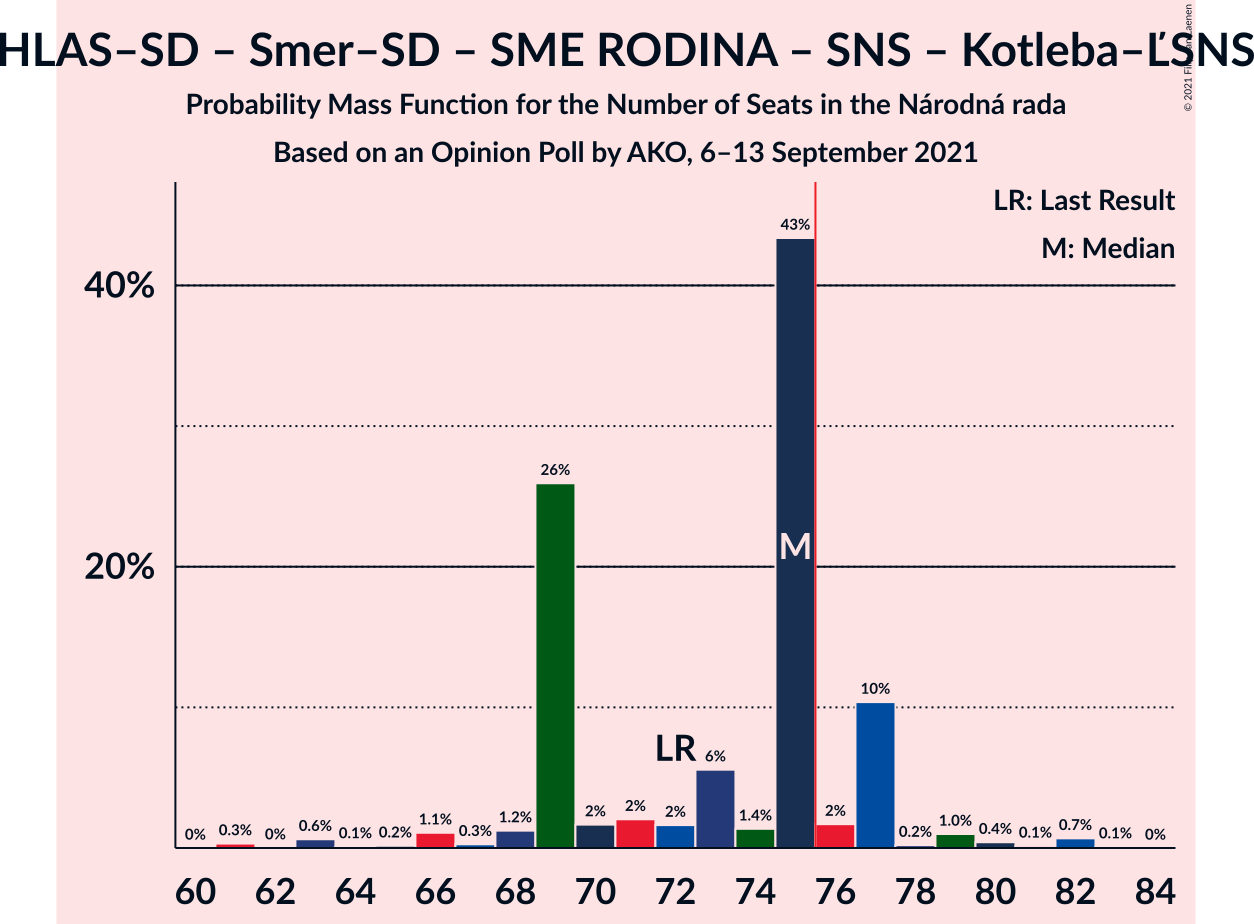 HLAS–SD – Smer–SD – SME RODINA – SNS – Kotleba–ĽSNS
Probability Mass Function for the Number of Seats in the Národná rada
Based on an Opinion Poll by AKO, 6–13 September 2021
© 2021
LR: Last Result
M: Median
40%
20%
0% 0.3% 0% 0.6% 0.1% 0.2% 1.1% 0.3% 1.2% 26% 2% 2% 2% 6% 1.4% 43% 2% 10% 0.2% 1.0% 0.4% 0.1% 0.7% 0.1% 0%
LR
M
60 62 64 66 68 70 72 74 76 78 80 82 84